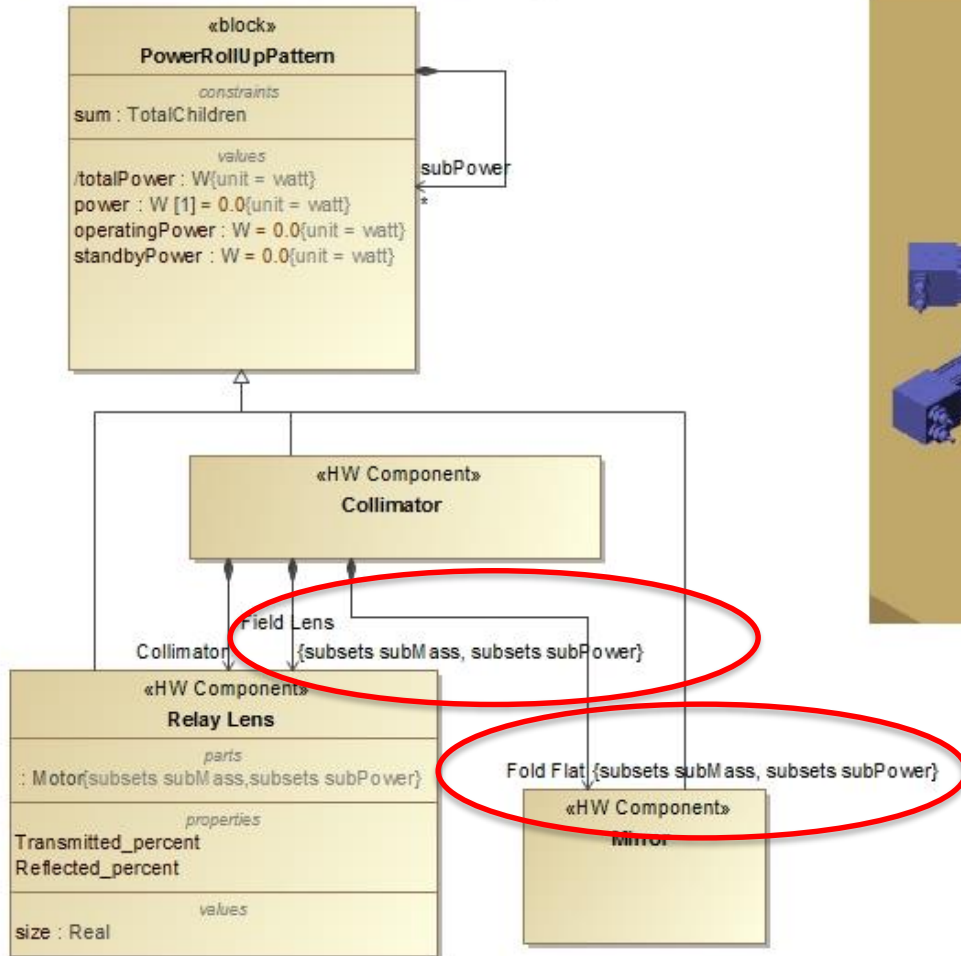 «block»
PowerRollUpPattern
constraints
sum : TotalChildren
values
/totalPower : W{unit = watt}
power : W [1] = 0.0{unit = watt}
operatingPower : W = 0.0{unit = watt}
standbyPower : W = 0.0{unit = watt}
subPower
*
«HW Component»
Collimator
Field Lens
Collimator
{subsets subMass, subsets subPower}
«HW Component»
Relay Lens
parts
: Motor{subsets subMass,subsets subPower}
properties
Transmitted_percent
Reflected_percent
values
size : Real
Fold Flat {subsets subMass, subsets subPower}
«HW Component»
Mirror